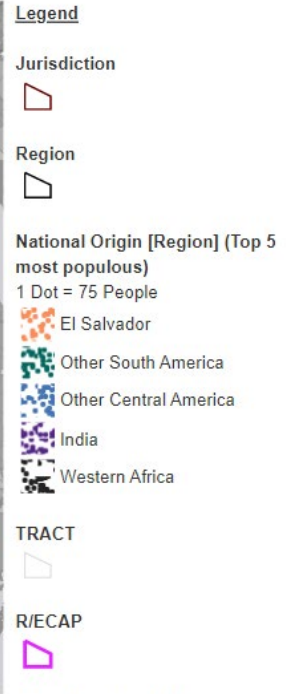 Legend
Jurisdiction
Region
National Origin [Region] (Top 5
most populous)
1 Dot = 75 People
El Salvador
Other South America
Other Central America
India
Western Africa
TRACT
R/ECAP